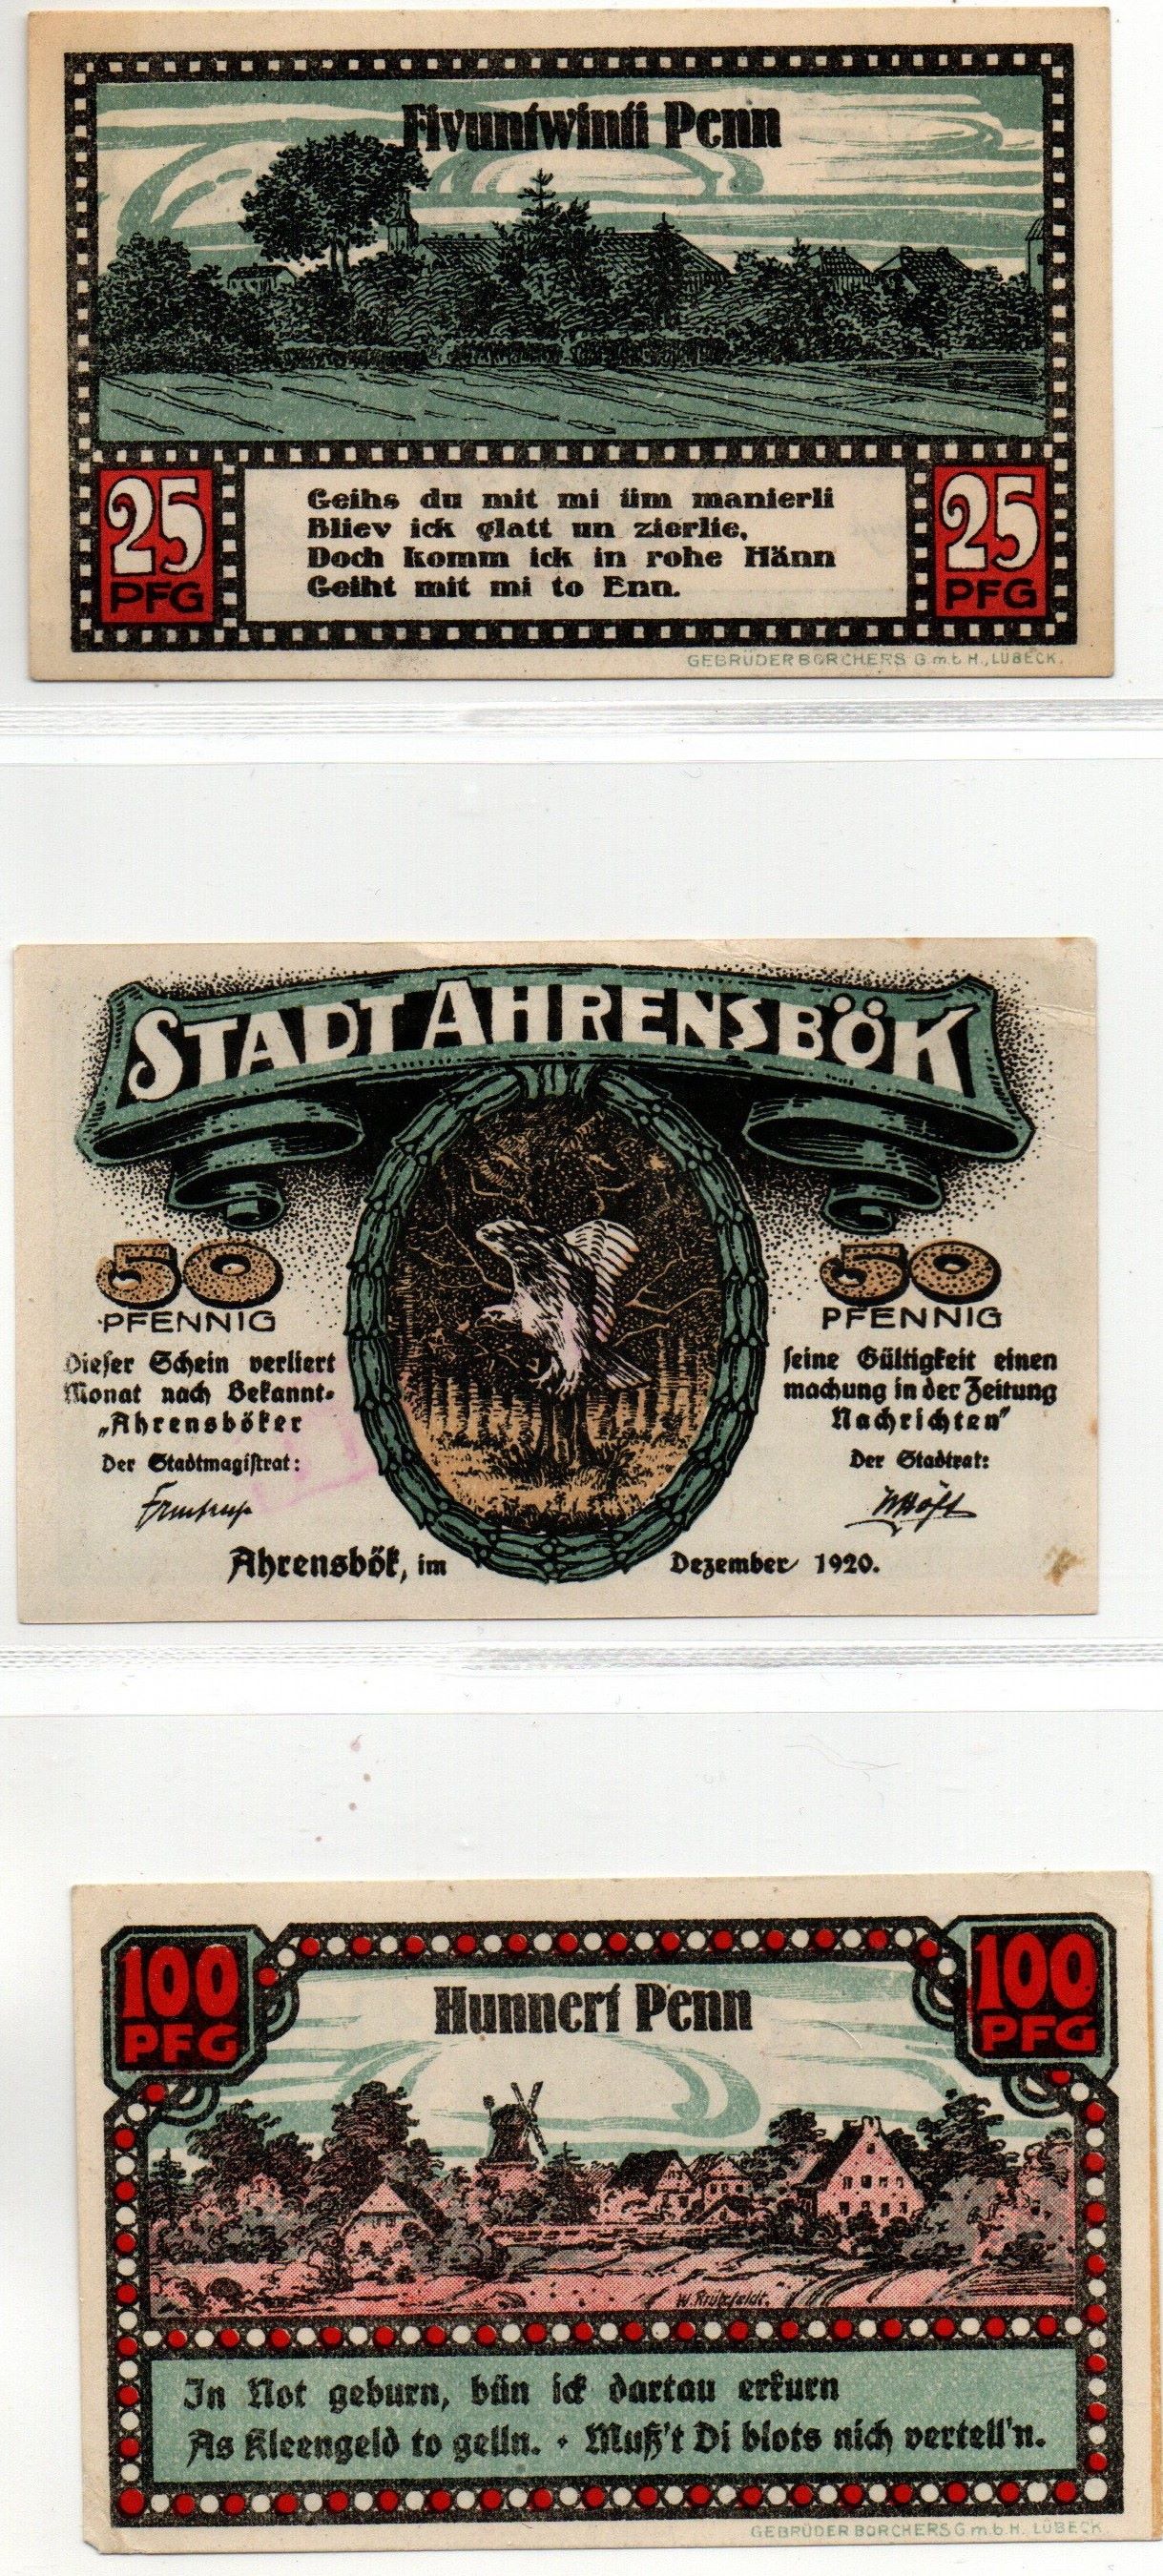 Fivuntwinti Penn
25 PFG
25 PFG
Geihs du mit mi üm manierli
Bliev ick glatt un zierlie,
Doch komm ick in rohe Hänn
Geiht mit mi to Enn.
GEBRÜDER BORCHERS G.m.b.H., LÜBECK.
STADT AHRENSBÖK
50 PFENNIG
50 PFENNIG
Dieser Schein verliert seine Gültigkeit einen
Monat nach Bekanntmachung in der Zeitung
„Ahrensböker Nachrichten"
Der Stadtmagistrat:
Der Stadtrat:
Ahrensbök, im Dezember 1920.
100 PFG
100 PFG
Hunnert Penn
In Not geburn, bün ick dartau erkurn
As Kleengeld to gelln. • Muß't Di blots nich vertell'n.
GEBRÜDER BORCHERS G.m.b.H. LÜBECK.